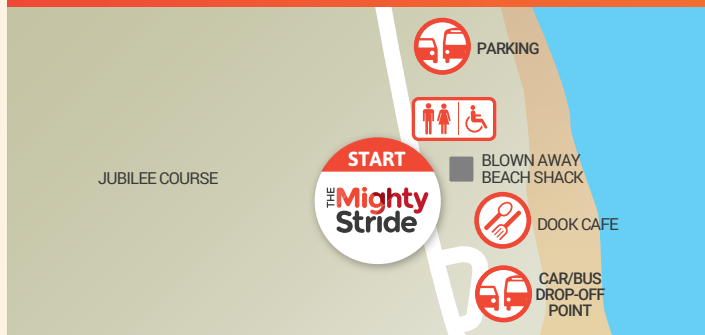 PARKING
START
THE
Mighty
Stride
BLOWN AWAY
BEACH SHACK
JUBILEE COURSE
DOOK CAFE
CAR/BUS
DROP-OFF
POINT